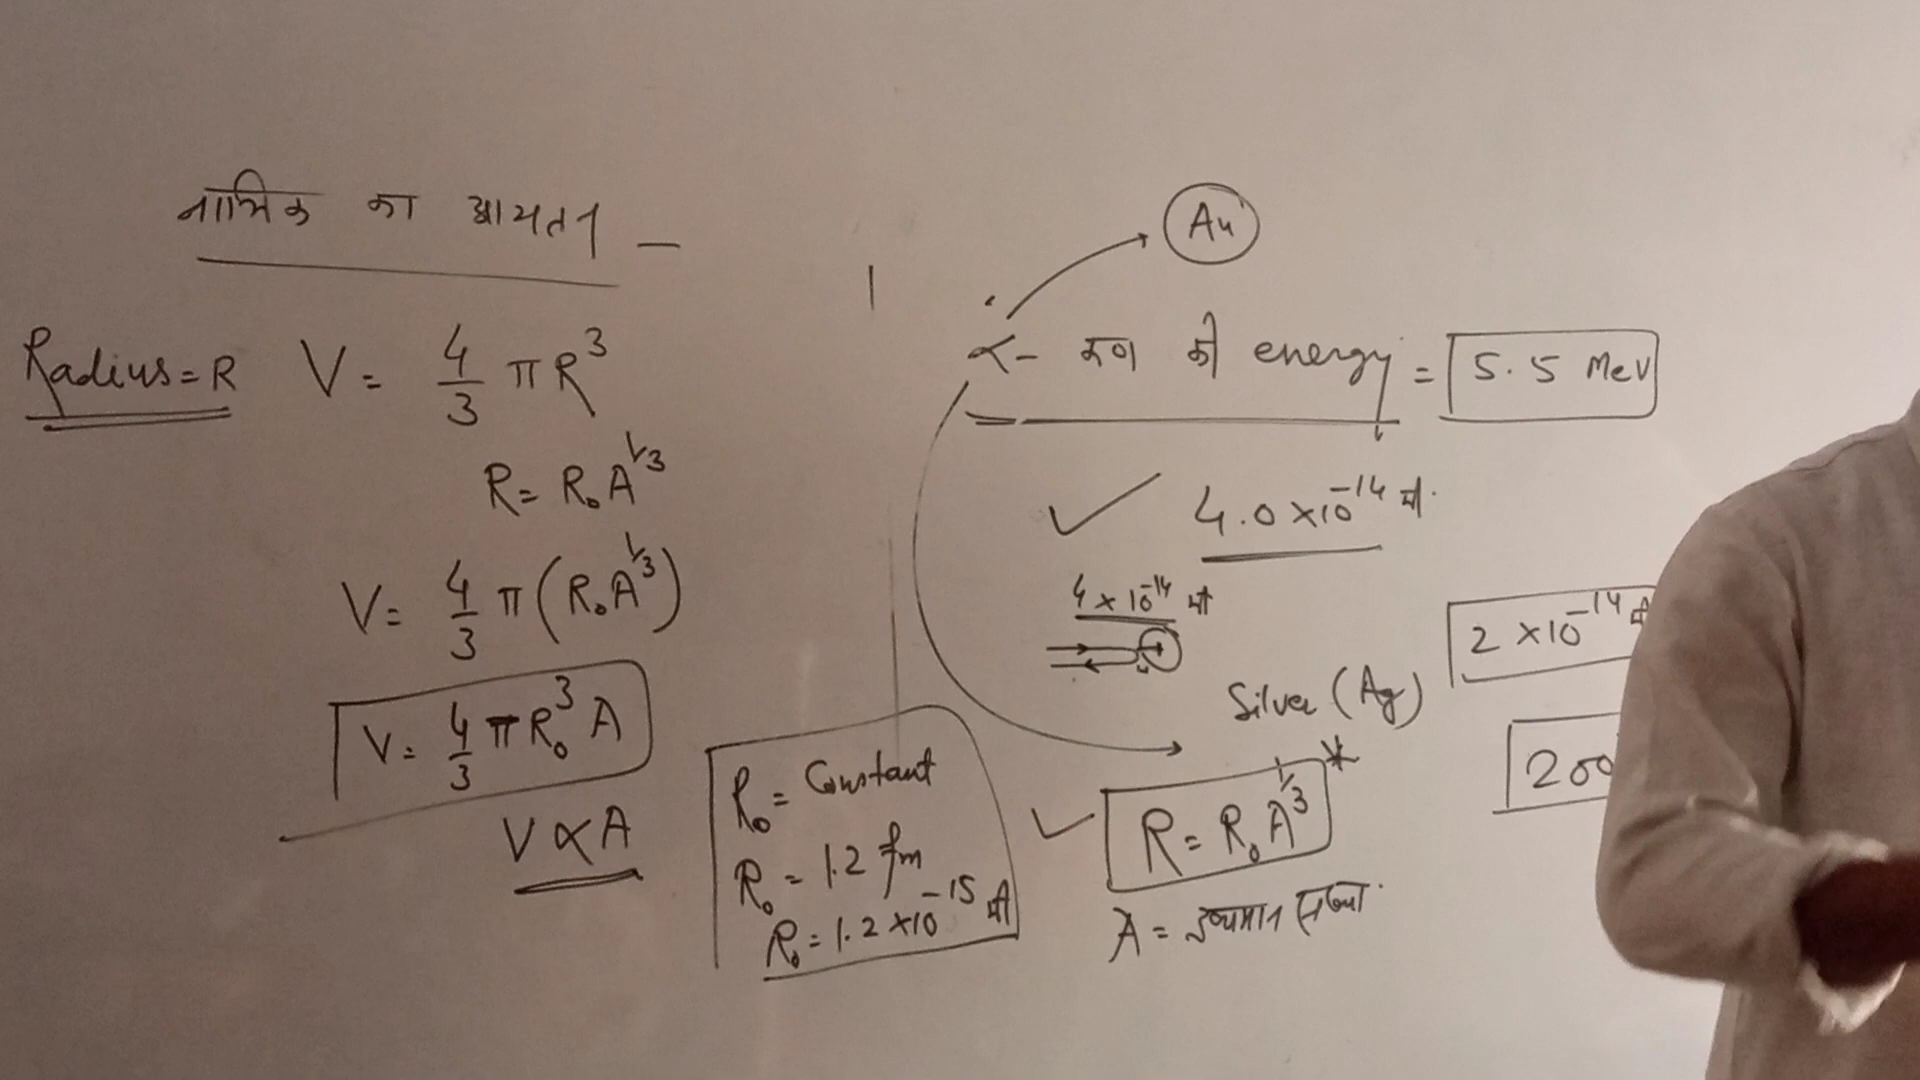 नाभिक का आयतन -
Radius = R V = 4/3 π R³
R = R₀A^1/3
V = 4/3 π (R₀A^1/3)
V = 4/3 π R₀³ A
V ∝ A
R₀ = Constant
R₀ = 1.2 fm
R₀ = 1.2 × 10^-15 मी
Au
α- कण की energy = 5.5 MeV
4.0 × 10^-14 मी.
4 × 10^-14 मी
2 × 10^-14 मी
Silver (Ag)
200
R = R₀A^1/3 *
A = द्रव्यमान संख्या